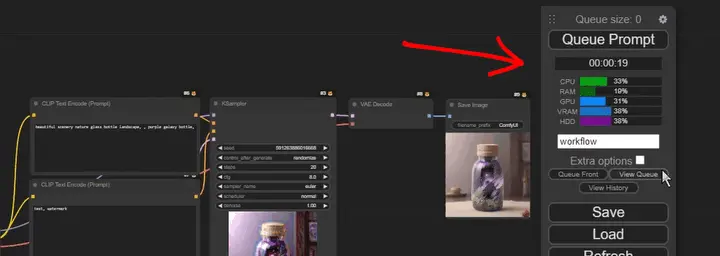 Queue size: 0
Queue Prompt
00:00:19
CPU 33%
RAM 19%
GPU 31%
VRAM 38%
HDD 38%
workflow
Extra options
Queue Front View Queue
View History
Save
Load
Refresh
CLIP Text Encode (Prompt)
beautiful scenery nature glass bottle landscape, , purple galaxy bottle,
CLIP Text Encode (Prompt)
text, watermark
KSampler
seed
control_after_generate randomize
steps 20
cfg 8.0
sampler_name euler
scheduler normal
denoise 1.00
VAE Decode
Save Image
filename_prefix ComfyUI